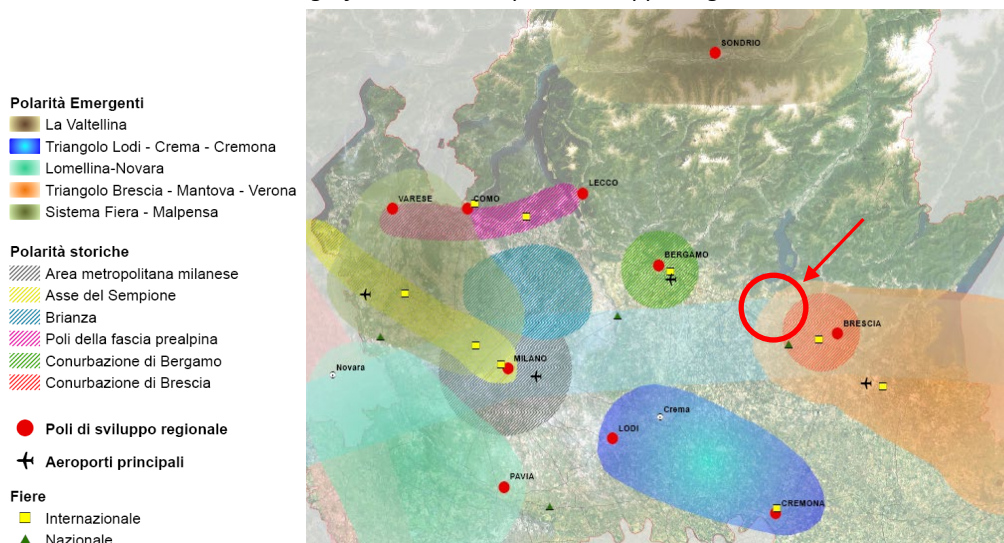 Polarità Emergenti
La Valtellina
Triangolo Lodi - Crema - Cremona
Lomellina-Novara
Triangolo Brescia - Mantova - Verona
Sistema Fiera - Malpensa
Polarità storiche
Area metropolitana milanese
Asse del Sempione
Brianza
Poli della fascia prealpina
Conurbazione di Bergamo
Conurbazione di Brescia
Poli di sviluppo regionale
Aeroporti principali
Fiere
Internazionale
Nazionale
SONDRIO
LECCO
VARESE
COMO
BERGAMO
BRESCIA
MILANO
Novara
Crema
LODI
PAVIA
CREMONA